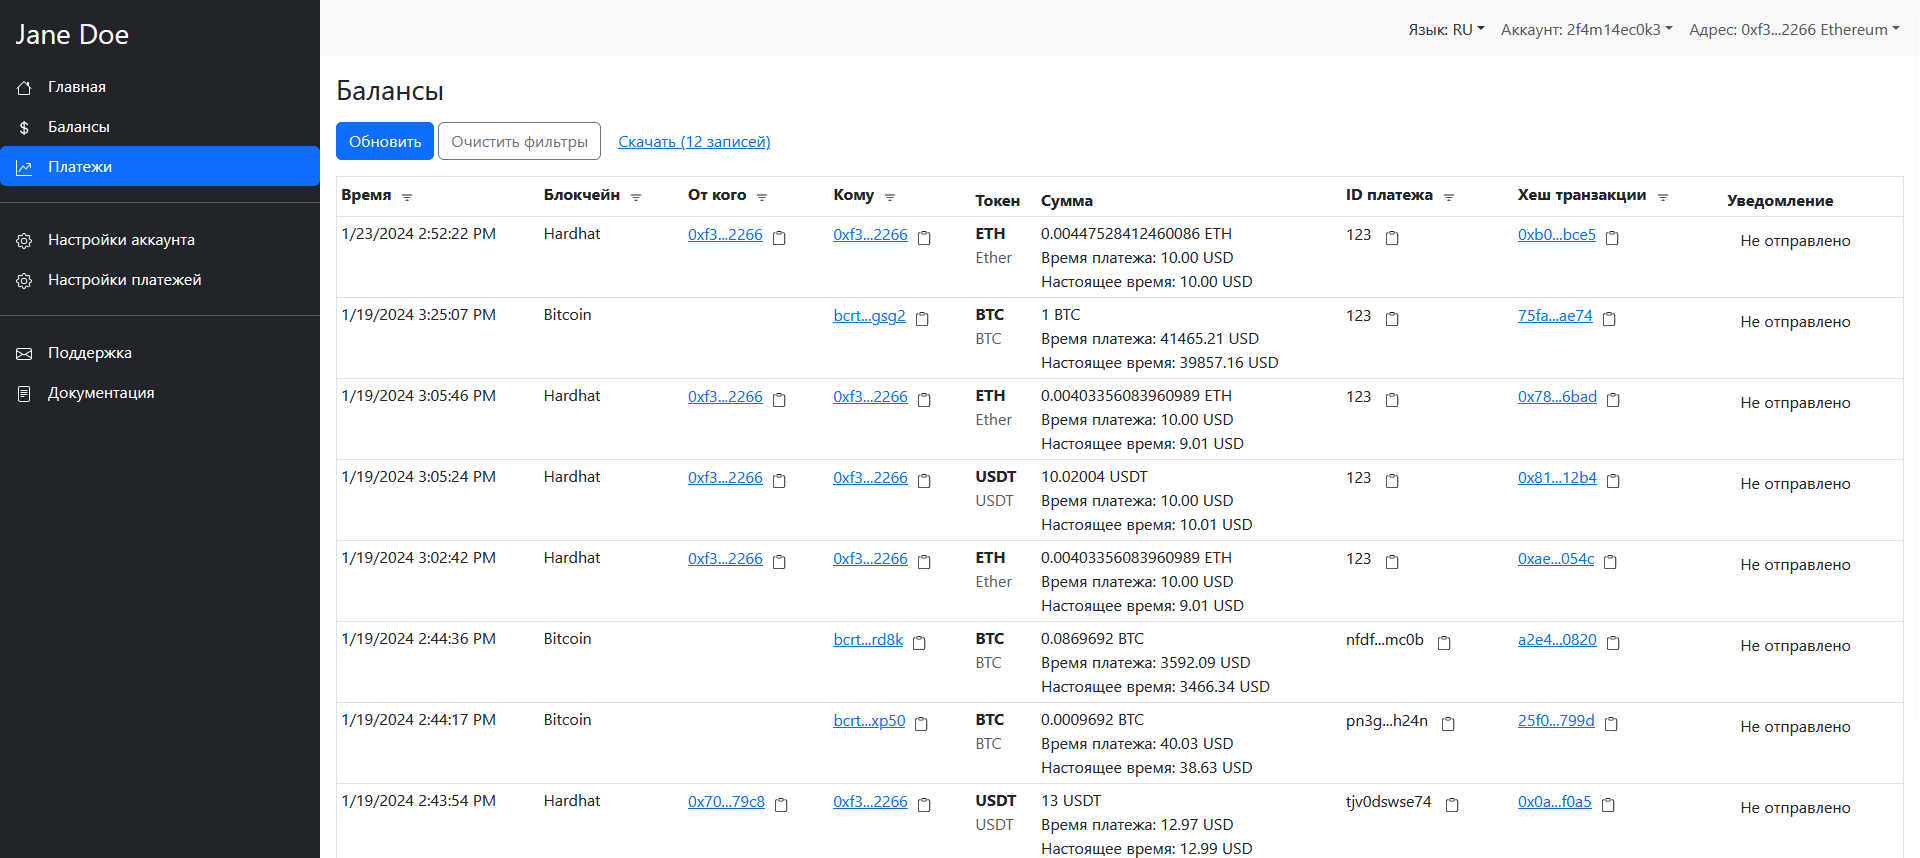 Jane Doe
Главная
Балансы
Платежи
Настройки аккаунта
Настройки платежей
Поддержка
Документация
Язык: RU Аккаунт: 2f4m14ec0k3 Адрес: 0xf3...2266 Ethereum
Балансы
Обновить Очистить фильтры Скачать (12 записей)
Время Блокчейн От кого Кому Токен Сумма ID платежа Хеш транзакции Уведомление
1/23/2024 2:52:22 PM Hardhat 0xf3...2266 0xf3...2266 ETH 0.00447528412460086 ETH 123 0xb0...bce5 Не отправлено
Ether Время платежа: 10.00 USD
Настоящее время: 10.00 USD
1/19/2024 3:25:07 PM Bitcoin bcrt...gsg2 BTC 1 BTC 123 75fa...ae74 Не отправлено
BTC Время платежа: 41465.21 USD
Настоящее время: 39857.16 USD
1/19/2024 3:05:46 PM Hardhat 0xf3...2266 0xf3...2266 ETH 0.00403356083960989 ETH 123 0x78...6bad Не отправлено
Ether Время платежа: 10.00 USD
Настоящее время: 9.01 USD
1/19/2024 3:05:24 PM Hardhat 0xf3...2266 0xf3...2266 USDT 10.02004 USDT 123 0x81...12b4 Не отправлено
USDT Время платежа: 10.00 USD
Настоящее время: 10.01 USD
1/19/2024 3:02:42 PM Hardhat 0xf3...2266 0xf3...2266 ETH 0.00403356083960989 ETH 123 0xae...054c Не отправлено
Ether Время платежа: 10.00 USD
Настоящее время: 9.01 USD
1/19/2024 2:44:36 PM Bitcoin bcrt...rd8k BTC 0.0869692 BTC nfdf...mc0b a2e4...0820 Не отправлено
BTC Время платежа: 3592.09 USD
Настоящее время: 3466.34 USD
1/19/2024 2:44:17 PM Bitcoin bcrt...xp50 BTC 0.0009692 BTC pn3g...h24n 25f0...799d Не отправлено
BTC Время платежа: 40.03 USD
Настоящее время: 38.63 USD
1/19/2024 2:43:54 PM Hardhat 0x70...79c8 0xf3...2266 USDT 13 USDT tjv0dswse74 0x0a...f0a5 Не отправлено
USDT Время платежа: 12.97 USD
Настоящее время: 12.99 USD